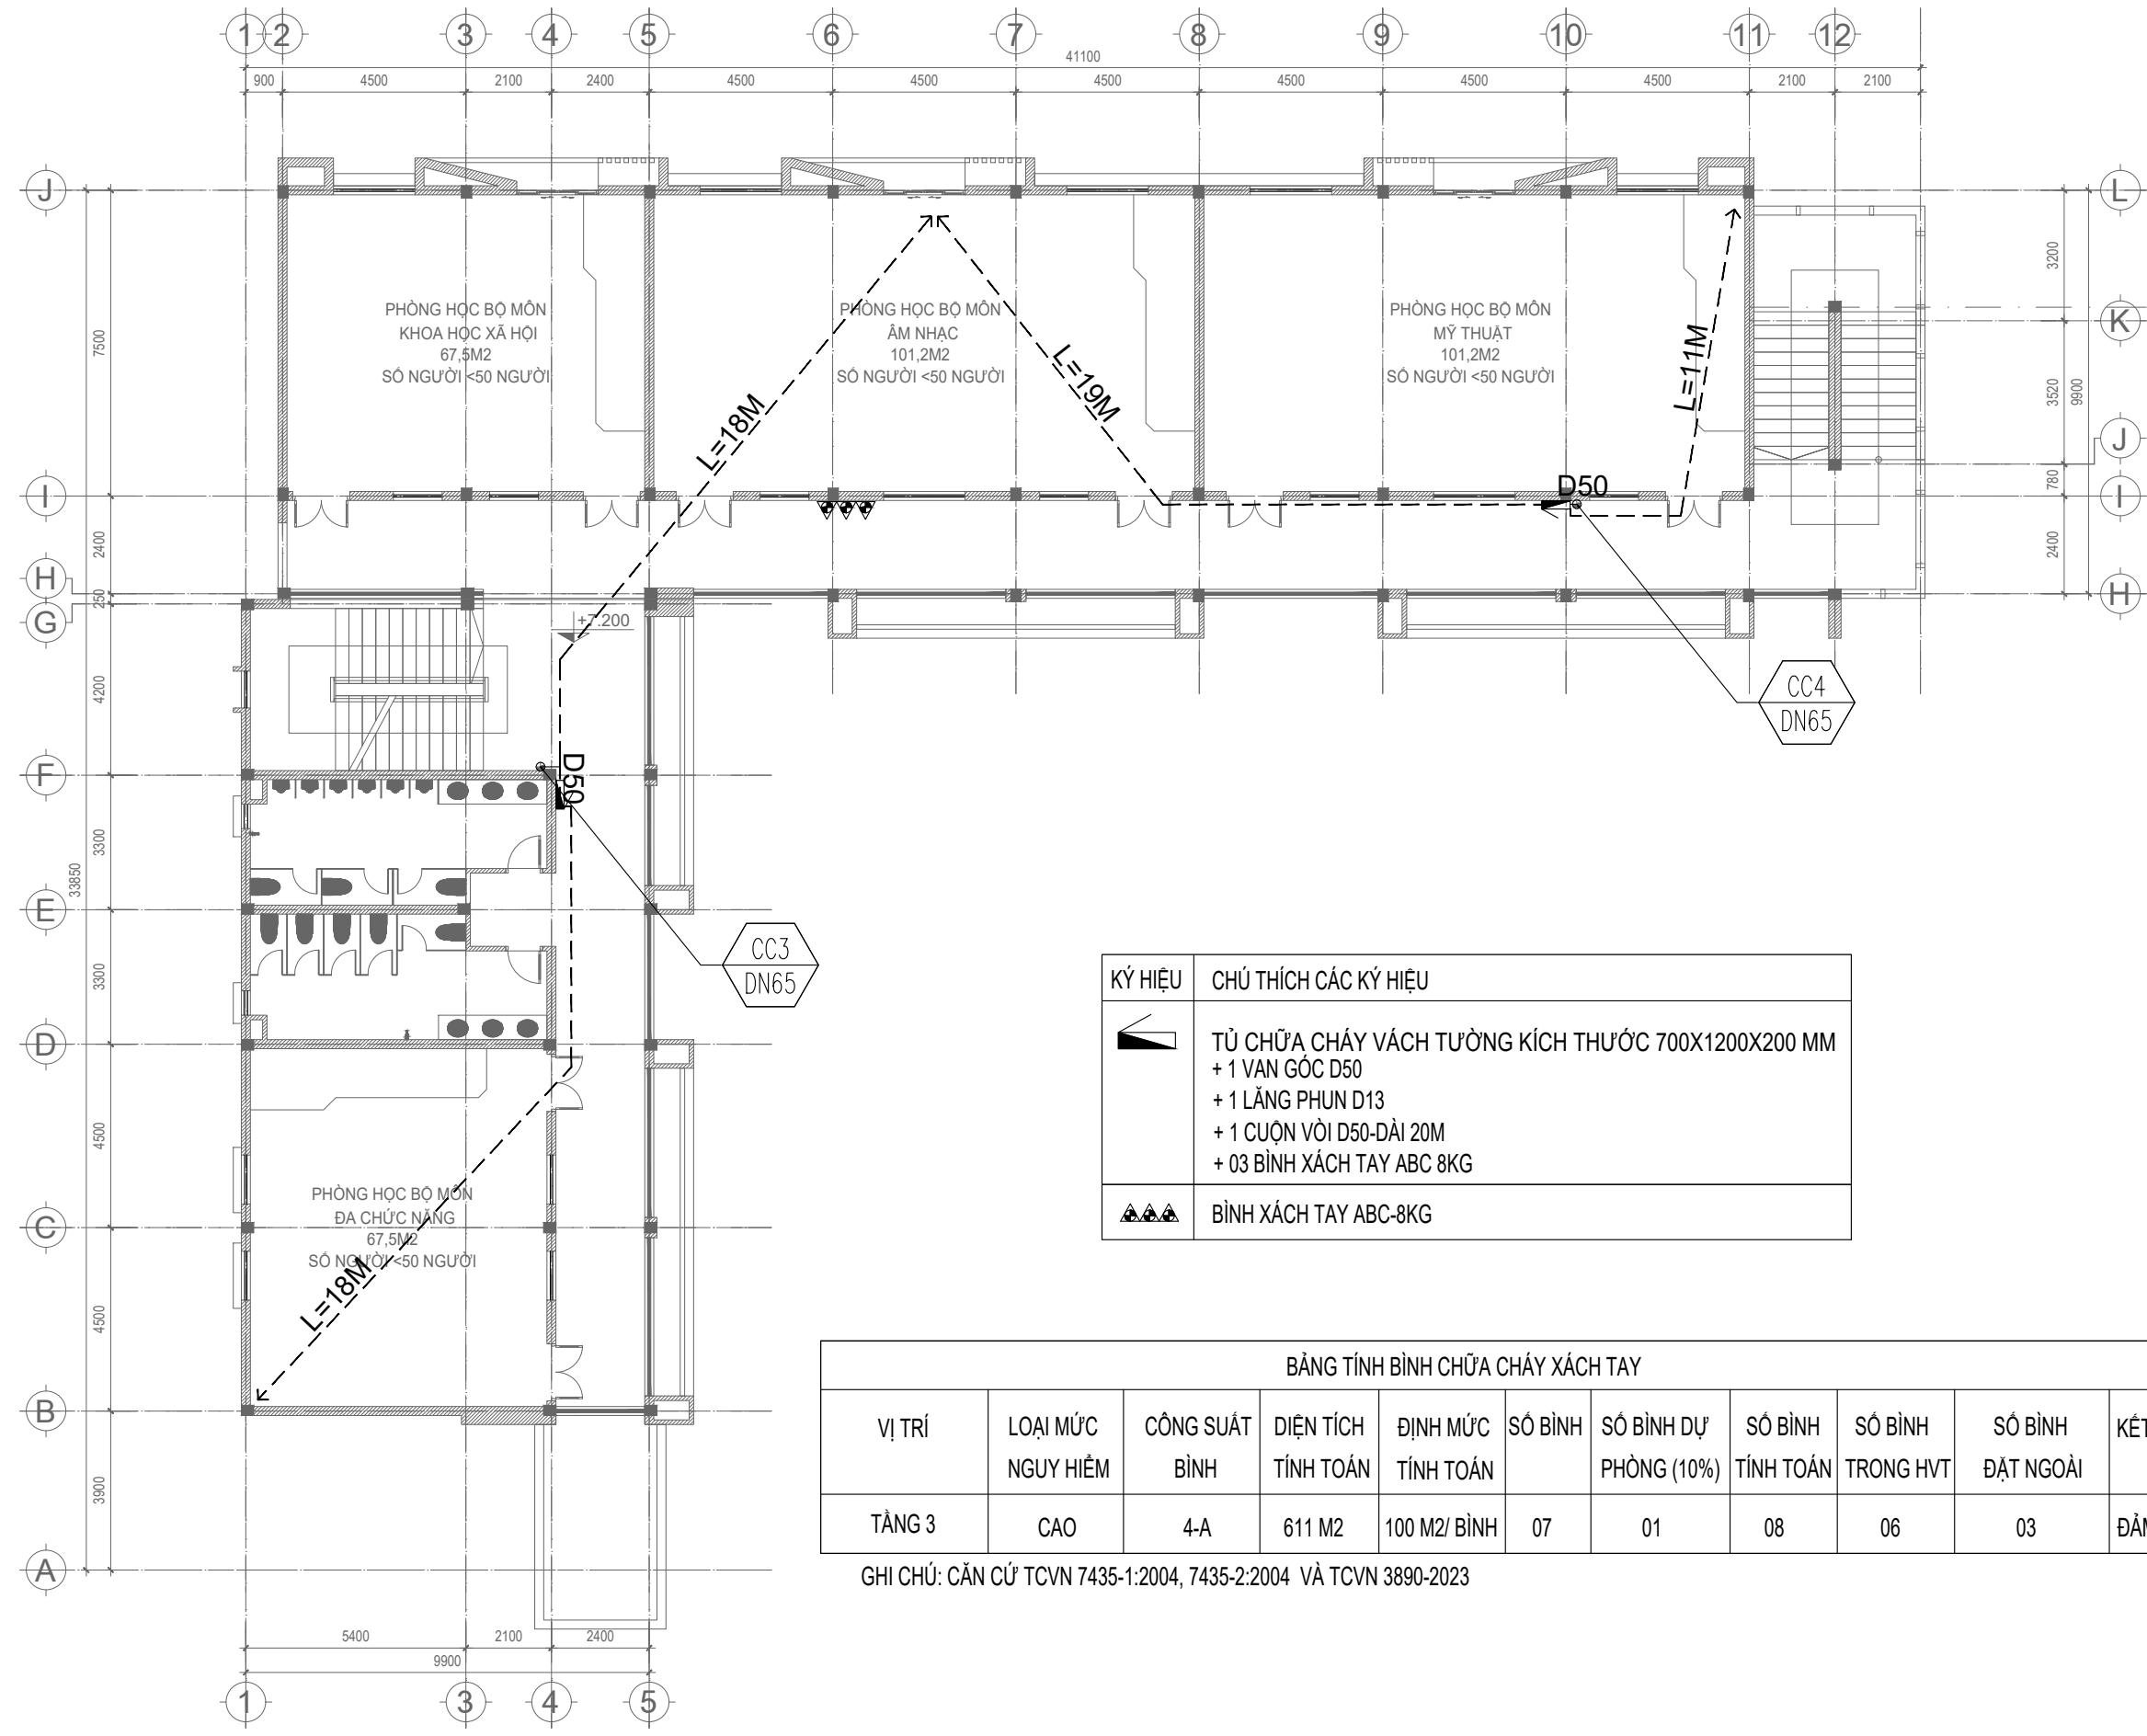 1 2 3 4 5 6 7 8 9 10 11 12
41100
900 4500 2100 2400 4500 4500 4500 4500 4500 4500 2100 2100
J
L
3200
PHÒNG HỌC BỘ MÔN
KHOA HỌC XÃ HỘI
67,5M2
SỐ NGƯỜI <50 NGƯỜI
PHÒNG HỌC BỘ MÔN
ÂM NHẠC
101,2M2
SỐ NGƯỜI <50 NGƯỜI
PHÒNG HỌC BỘ MÔN
MỸ THUẬT
101,2M2
SỐ NGƯỜI <50 NGƯỜI
K
7500
L=18M
L=19M
L=11M
3520
9900
J
780
I
D50
I
2400
2400
H
H
250
G
+7.200
4200
CC4
DN65
F
D50
3300
33850
E
CC3
DN65
3300
D
KÝ HIỆU CHÚ THÍCH CÁC KÝ HIỆU
TỦ CHỮA CHÁY VÁCH TƯỜNG KÍCH THƯỚC 700X1200X200 MM
+ 1 VAN GÓC D50
+ 1 LĂNG PHUN D13
+ 1 CUỘN VÒI D50-DÀI 20M
+ 03 BÌNH XÁCH TAY ABC 8KG
BÌNH XÁCH TAY ABC-8KG
4500
PHÒNG HỌC BỘ MÔN
ĐA CHỨC NĂNG
67,5M2
SỐ NGƯỜI <50 NGƯỜI
C
L=18M
4500
B
3900
A
BẢNG TÍNH BÌNH CHỮA CHÁY XÁCH TAY
VỊ TRÍ
LOẠI MỨC
NGUY HIỂM
CÔNG SUẤT
BÌNH
DIỆN TÍCH
TÍNH TOÁN
ĐỊNH MỨC
TÍNH TOÁN
SỐ BÌNH
SỐ BÌNH DỰ
PHÒNG (10%)
SỐ BÌNH
TÍNH TOÁN
SỐ BÌNH
TRONG HVT
SỐ BÌNH
ĐẶT NGOÀI
KẾT
TẦNG 3 CAO 4-A 611 M2 100 M2/ BÌNH 07 01 08 06 03
GHI CHÚ: CĂN CỨ TCVN 7435-1:2004, 7435-2:2004 VÀ TCVN 3890-2023
5400 2100 2400
9900
1 3 4 5